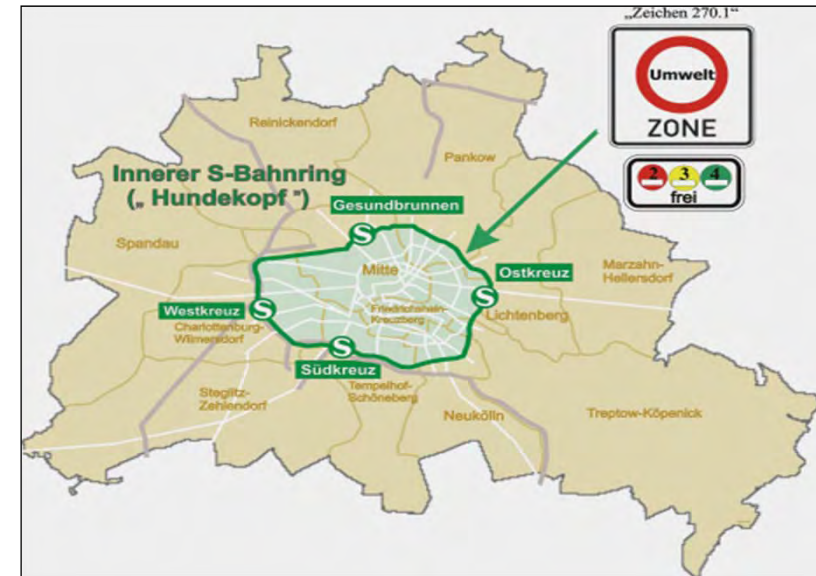 „Zeichen 270.1“
Umwelt
ZONE
2 3 4
frei
Reinickendorf
Pankow
Innerer S-Bahnring
(„ Hundekopf ”)
Gesundbrunnen
S
Spandau
Mitte
Ostkreuz
Marzahn-
Hellersdorf
S
Westkreuz
S
Friedrichshain-
Kreuzberg
Lichtenberg
Charlottenburg-
Wilmersdorf
S
Südkreuz
Steglitz-
Zehlendorf
Tempelhof-
Schöneberg
Neukölln
Treptow-Köpenick